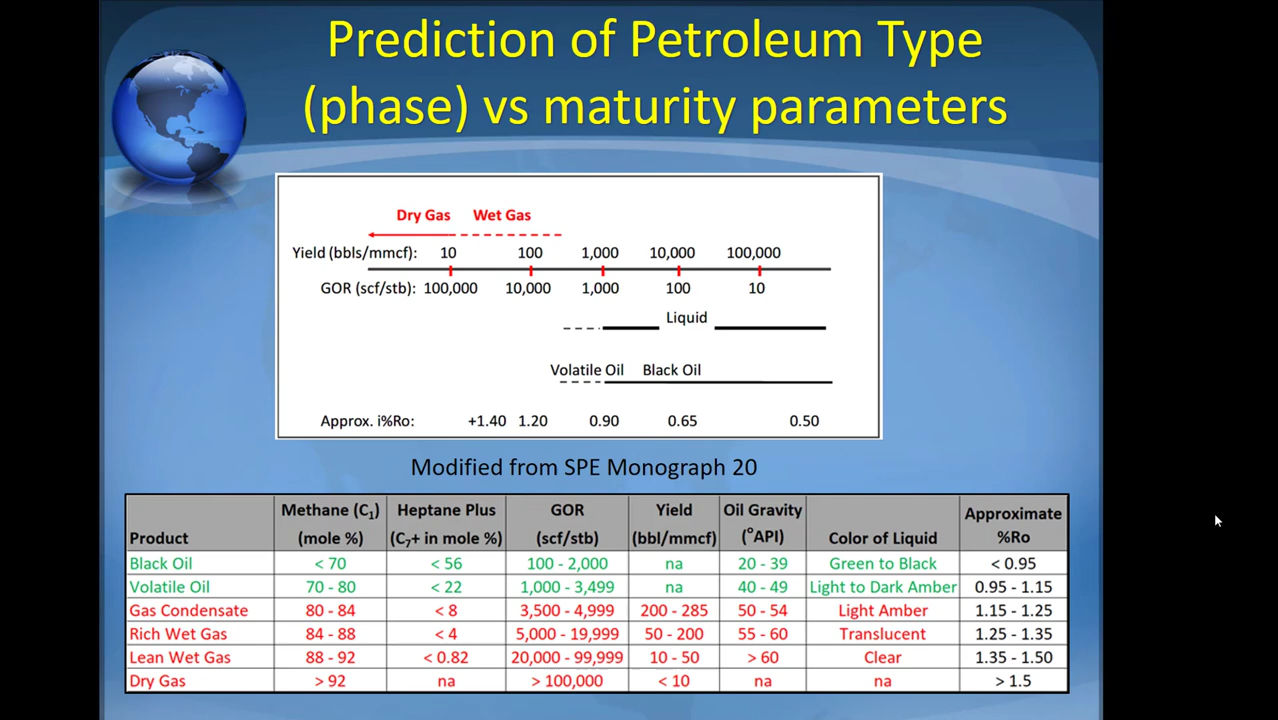 Prediction of Petroleum Type
(phase) vs maturity parameters
Dry Gas Wet Gas
Yield (bbls/mmcf): 10 100 1,000 10,000 100,000
GOR (scf/stb): 100,000 10,000 1,000 100 10
Liquid
Volatile Oil Black Oil
Approx. i%Ro: +1.40 1.20 0.90 0.65 0.50
Modified from SPE Monograph 20
Product Methane (C1) (mole %) Heptane Plus (C7+ in mole %) GOR (scf/stb) Yield (bbl/mmcf) Oil Gravity (°API) Color of Liquid Approximate %Ro
Black Oil < 70 < 56 100 - 2,000 na 20 - 39 Green to Black < 0.95
Volatile Oil 70 - 80 < 22 1,000 - 3,499 na 40 - 49 Light to Dark Amber 0.95 - 1.15
Gas Condensate 80 - 84 < 8 3,500 - 4,999 200 - 285 50 - 54 Light Amber 1.15 - 1.25
Rich Wet Gas 84 - 88 < 4 5,000 - 19,999 50 - 200 55 - 60 Translucent 1.25 - 1.35
Lean Wet Gas 88 - 92 < 0.82 20,000 - 99,999 10 - 50 > 60 Clear 1.35 - 1.50
Dry Gas > 92 na > 100,000 < 10 na na > 1.5